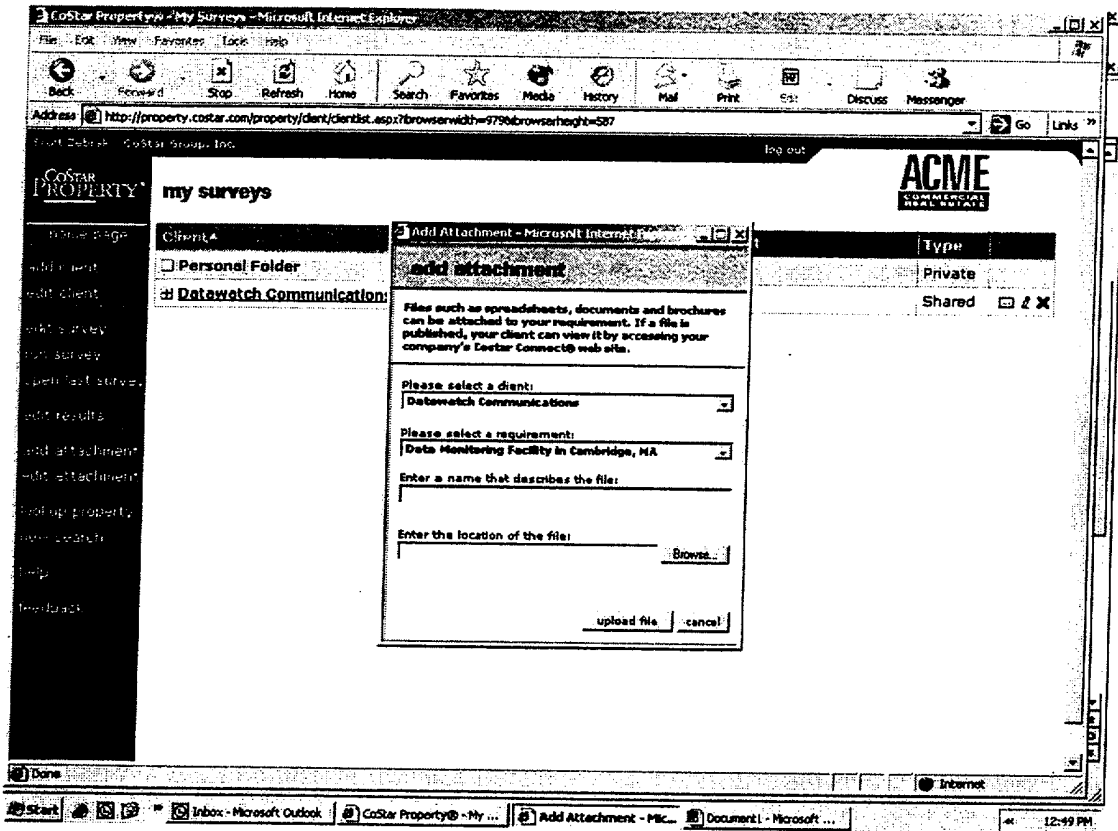 CoStar Property® - My Surveys - Microsoft Internet Explorer
File Edit View Favorites Tools Help
Back Forward Stop Refresh Home Search Favorites Media History Mail Print Edit Discuss Messenger
Address http://property.costar.com/property/client/clientlist.aspx?browserwidth=979&browserheight=587 Go Links »
CoStar Group, Inc. log out
COSTAR
PROPERTY®
my surveys
ACME
COMMERCIAL
REAL ESTATE
home page
add client
edit client
edit survey
run survey
open last survey
edit results
add attachment
edit attachment
look up property
new search
help
feedback
Client
Type
Personal Folder
Private
Datawatch Communications
Shared
Add Attachment - Microsoft Internet E
add attachment
Files such as spreadsheets, documents and brochures
can be attached to your requirement. If a file is
published, your client can view it by accessing your
company's Costar Connect® web site.
Please select a client:
Datawatch Communications
Please select a requirement:
Data Monitoring Facility in Cambridge, MA
Enter a name that describes the file:
Enter the location of the file:
Browse...
upload file cancel
Done Internet
Start » Inbox - Microsoft Outlook CoStar Property® - My ... Add Attachment - Mic... Document1 - Microsoft ... « 12:49 PM